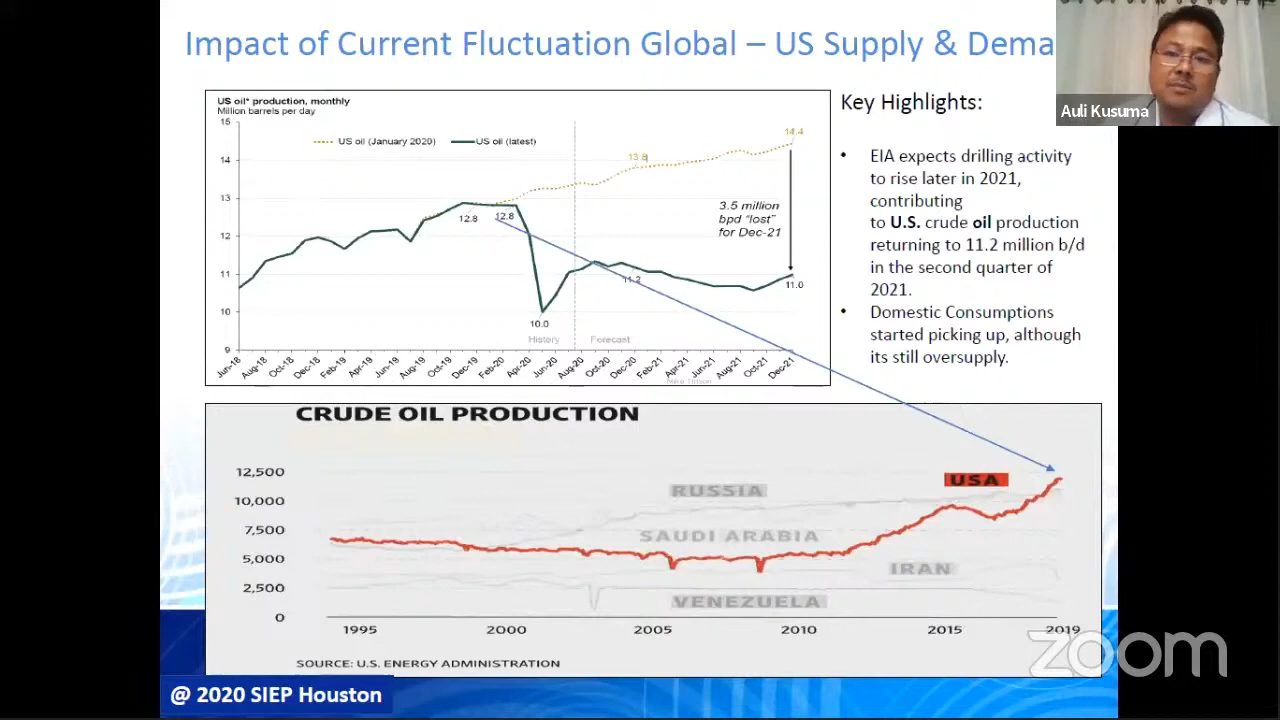 Impact of Current Fluctuation Global – US Supply & Dema
US oil* production, monthly
Million barrels per day
15
14
13
12
11
10
9
US oil (January 2020)
US oil (latest)
14.4
13.8
12.8
12.8
3.5 million
bpd "lost"
for Dec-21
11.2
11.0
10.0
History
Forecast
Jun-18
Aug-18
Oct-18
Dec-18
Feb-19
Apr-19
Jun-19
Aug-19
Oct-19
Dec-19
Feb-20
Apr-20
Jun-20
Aug-20
Oct-20
Dec-20
Feb-21
Apr-21
Jun-21
Aug-21
Oct-21
Dec-21
Key Highlights:
• EIA expects drilling activity
to rise later in 2021,
contributing
to U.S. crude oil production
returning to 11.2 million b/d
in the second quarter of
2021.
• Domestic Consumptions
started picking up, although
its still oversupply.
Auli Kusuma
CRUDE OIL PRODUCTION
12,500
10,000
7,500
5,000
2,500
0
RUSSIA
USA
SAUDI ARABIA
IRAN
VENEZUELA
1995
2000
2005
2010
2015
2019
SOURCE: U.S. ENERGY ADMINISTRATION
zoom
@ 2020 SIEP Houston